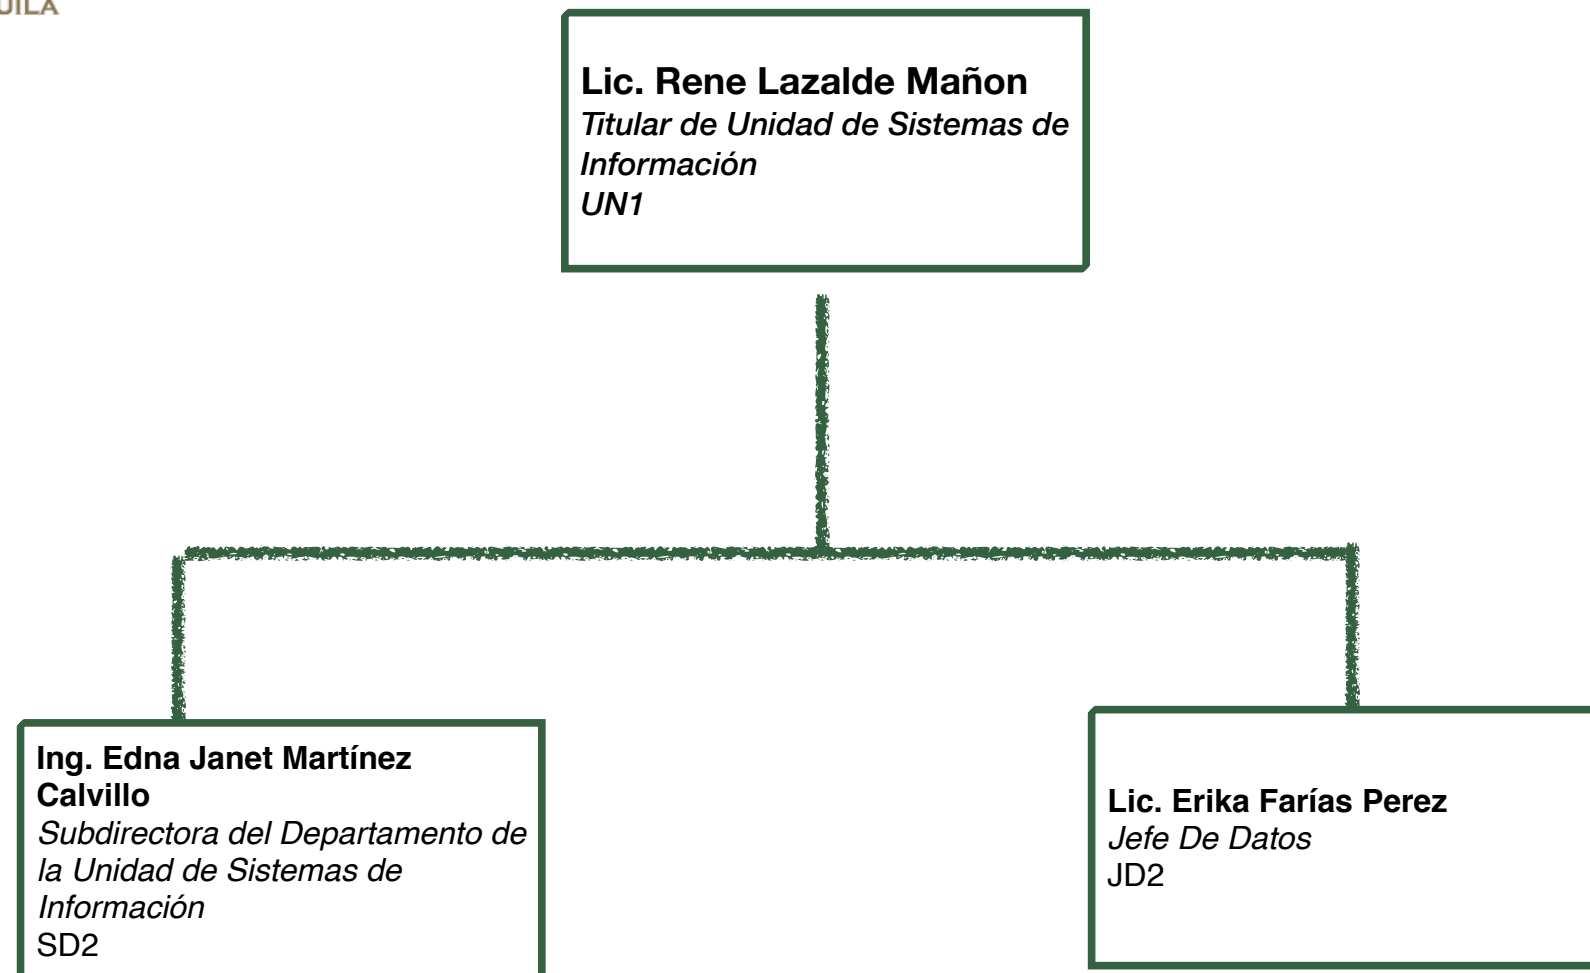 Lic. Rene Lazalde Mañon
Titular de Unidad de Sistemas de
Información
UN1
Ing. Edna Janet Martínez
Calvillo
Subdirectora del Departamento de
la Unidad de Sistemas de
Información
SD2
Lic. Erika Farías Perez
Jefe De Datos
JD2